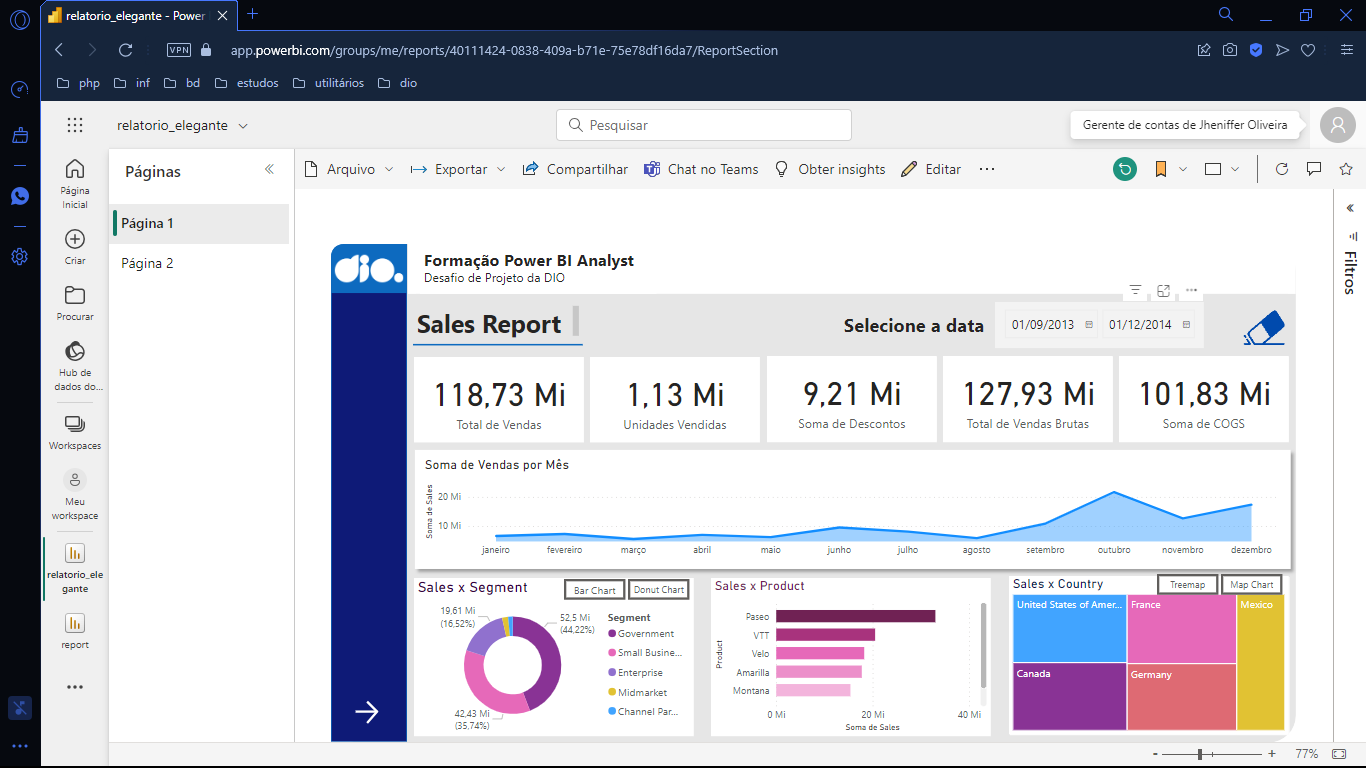 relatorio_elegante - Power
VPN
app.powerbi.com/groups/me/reports/40111424-0838-409a-b71e-75e78df16da7/ReportSection
php
inf
bd
estudos
utilitários
dio
relatorio_elegante
Pesquisar
Gerente de contas de Jheniffer Oliveira
Página
Inicial
Criar
Procurar
Hub de
dados do...
Workspaces
Meu
workspace
relatorio_ele
gante
report
Páginas
Página 1
Página 2
Arquivo
Exportar
Compartilhar
Chat no Teams
Obter insights
Editar
Filtros
dio.
Formação Power BI Analyst
Desafio de Projeto da DIO
Sales Report
Selecione a data
01/09/2013
01/12/2014
118,73 Mi
Total de Vendas
1,13 Mi
Unidades Vendidas
9,21 Mi
Soma de Descontos
127,93 Mi
Total de Vendas Brutas
101,83 Mi
Soma de COGS
Soma de Vendas por Mês
Soma de Sales
20 Mi
10 Mi
janeiro
fevereiro
março
abril
maio
junho
julho
agosto
setembro
outubro
novembro
dezembro
Sales x Segment
Bar Chart
Donut Chart
19,61 Mi
(16,52%)
52,5 Mi
(44,22%)
42,43 Mi
(35,74%)
Segment
Government
Small Busine...
Enterprise
Midmarket
Channel Par...
Sales x Product
Product
Paseo
VTT
Velo
Amarilla
Montana
0 Mi
20 Mi
40 Mi
Soma de Sales
Sales x Country
Treemap
Map Chart
United States of Amer...
France
Mexico
Canada
Germany
77%